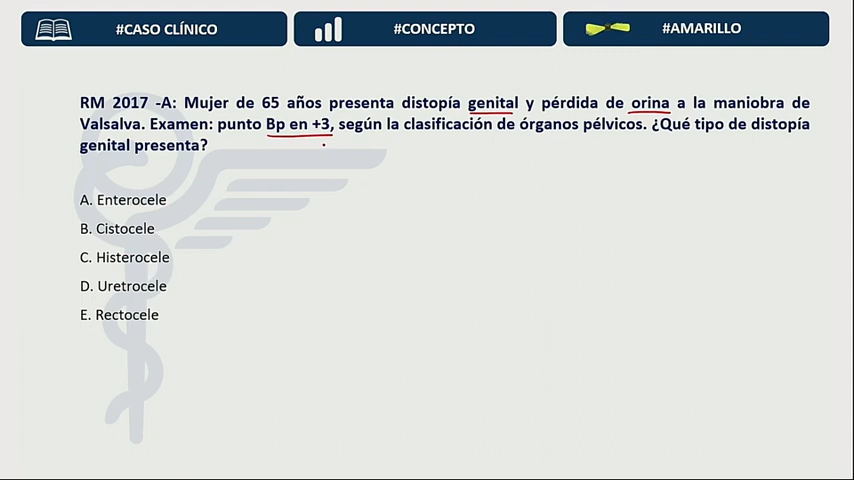 #CASO CLÍNICO
#CONCEPTO
#AMARILLO
RM 2017 -A: Mujer de 65 años presenta distopía genital y pérdida de orina a la maniobra de
Valsalva. Examen: punto Bp en +3, según la clasificación de órganos pélvicos. ¿Qué tipo de distopía
genital presenta?
A. Enterocele
B. Cistocele
C. Histerocele
D. Uretrocele
E. Rectocele